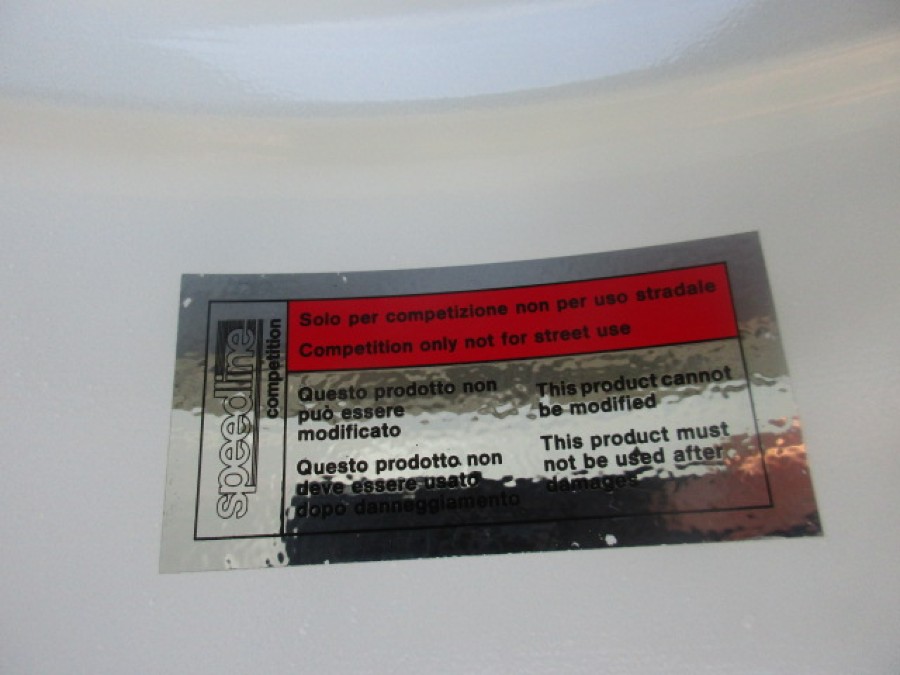 speedline
competition
Solo per competizione non per uso stradale
Competition only not for street use
Questo prodotto non
può essere
modificato
Questo prodotto non
deve essere usato
dopo danneggiamento
This product cannot
be modified
This product must
not be used after
damages